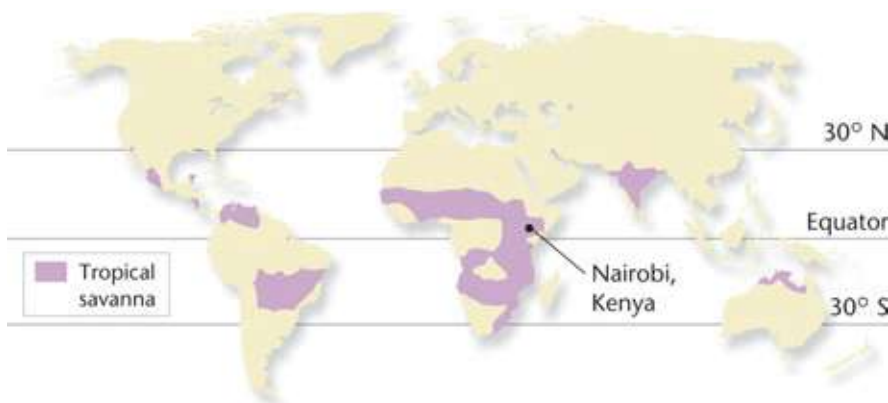 30° N
Equator
Nairobi,
Kenya
Tropical
savanna
30° S